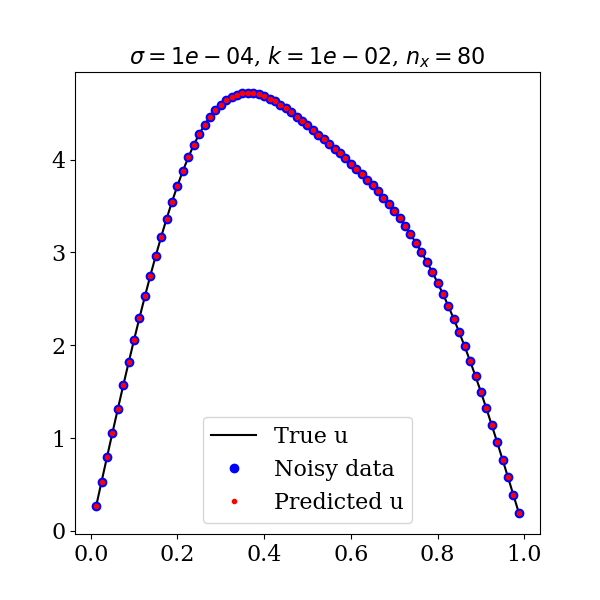 σ = 1e − 04, k = 1e − 02, nₓ = 80
4
3
2
1
0
True u
Noisy data
Predicted u
0.0 0.2 0.4 0.6 0.8 1.0